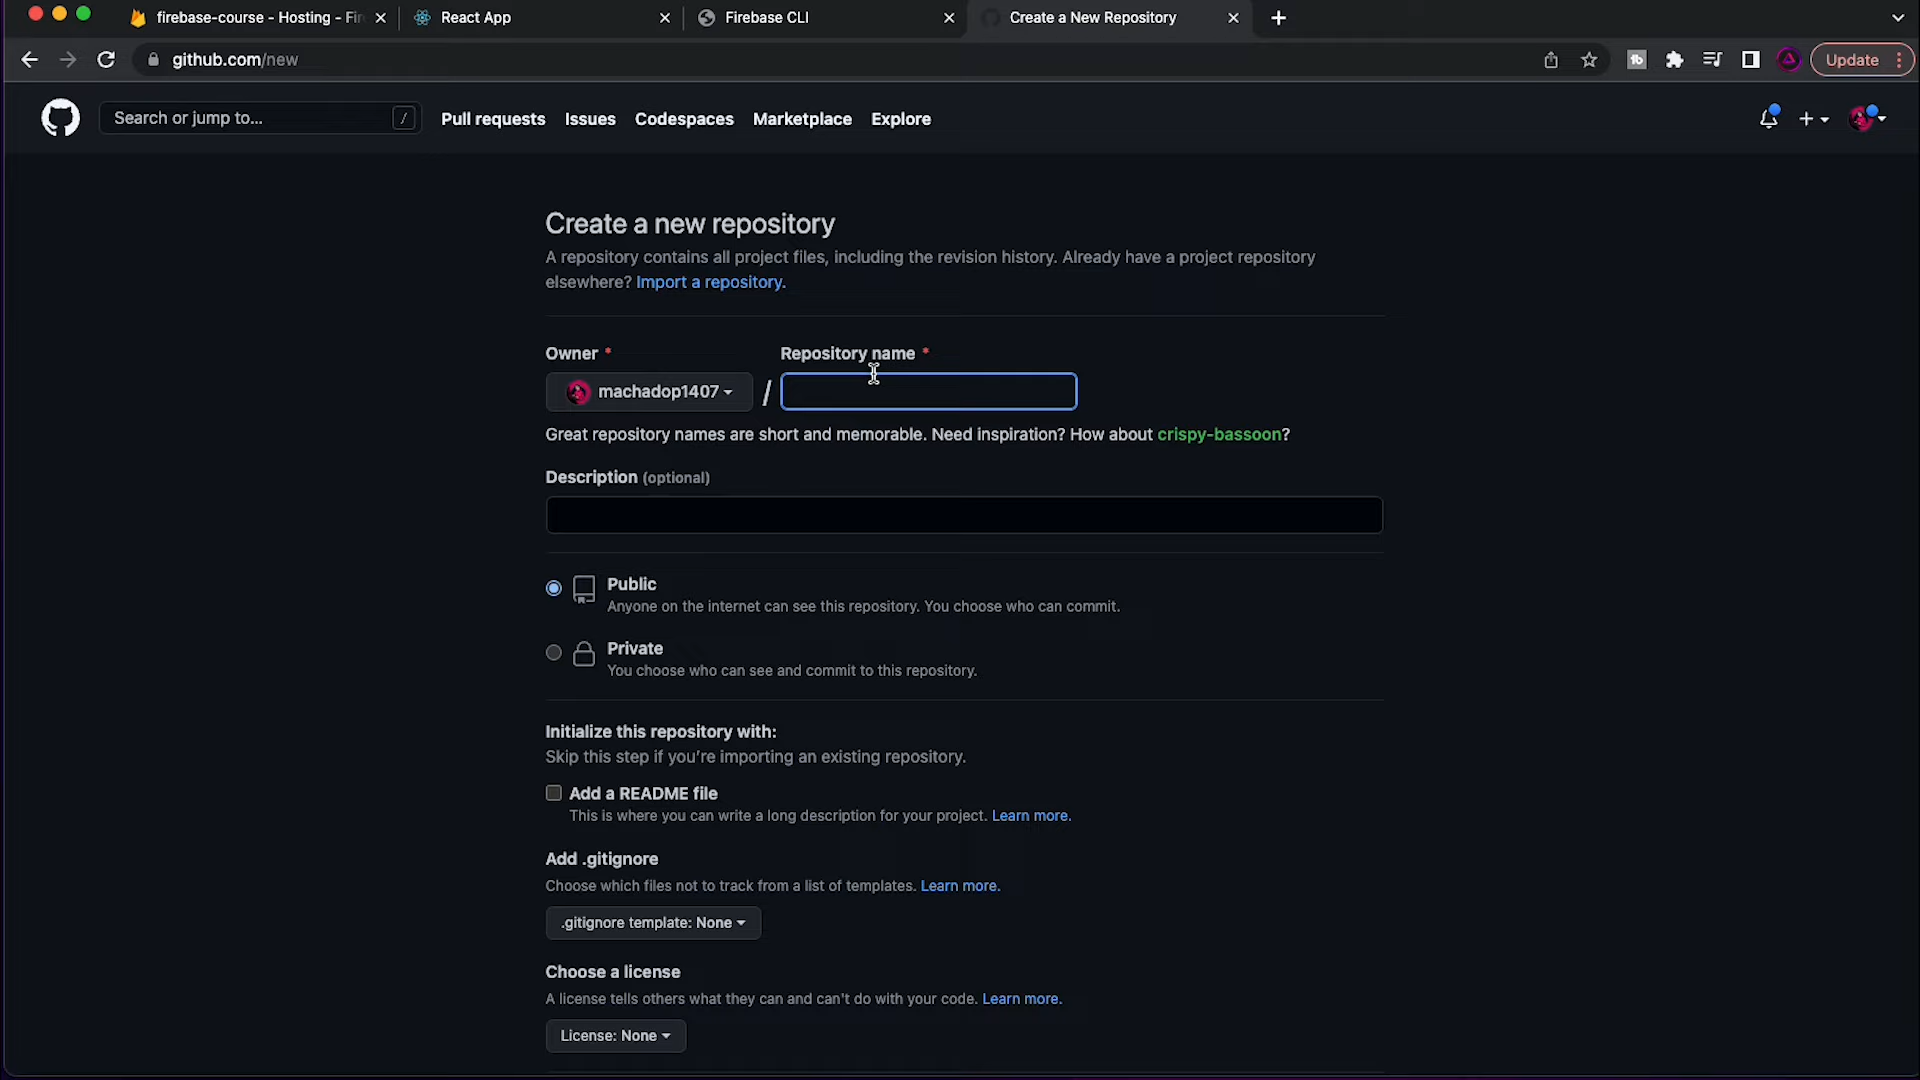 firebase-course - Hosting - Fir
React App
Firebase CLI
Create a New Repository
github.com/new
Update
Search or jump to...
/
Pull requests
Issues
Codespaces
Marketplace
Explore
Create a new repository
A repository contains all project files, including the revision history. Already have a project repository
elsewhere? Import a repository.
Owner *
Repository name *
machadop1407
/
Great repository names are short and memorable. Need inspiration? How about crispy-bassoon?
Description (optional)
Public
Anyone on the internet can see this repository. You choose who can commit.
Private
You choose who can see and commit to this repository.
Initialize this repository with:
Skip this step if you're importing an existing repository.
Add a README file
This is where you can write a long description for your project. Learn more.
Add .gitignore
Choose which files not to track from a list of templates. Learn more.
.gitignore template: None
Choose a license
A license tells others what they can and can't do with your code. Learn more.
License: None